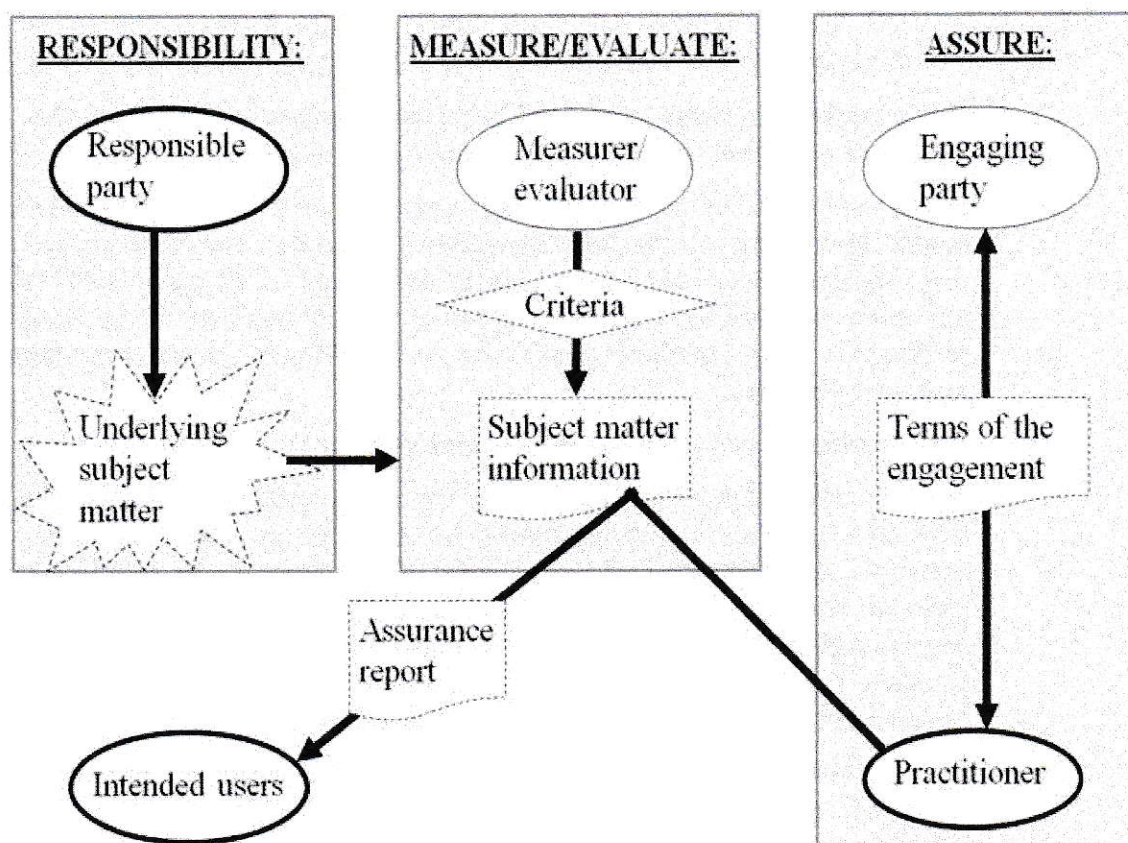 RESPONSIBILITY:
Responsible
party
Underlying
subject
matter
MEASURE/EVALUATE:
Measurer/
evaluator
Criteria
Subject matter
information
ASSURE:
Engaging
party
Terms of the
engagement
Practitioner
Assurance
report
Intended users